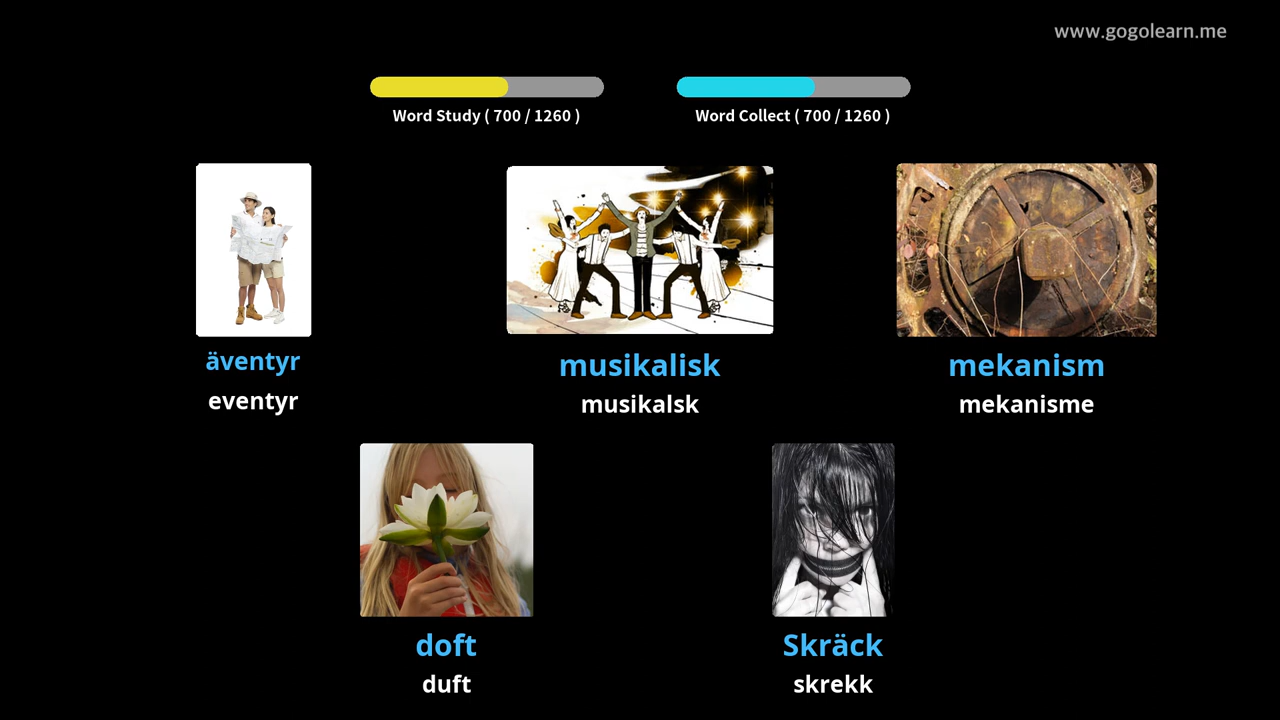 www.gogolearn.me
Word Study ( 700 / 1260 )
Word Collect ( 700 / 1260 )
äventyr
eventyr
musikalisk
musikalsk
mekanism
mekanisme
doft
duft
Skräck
skrekk